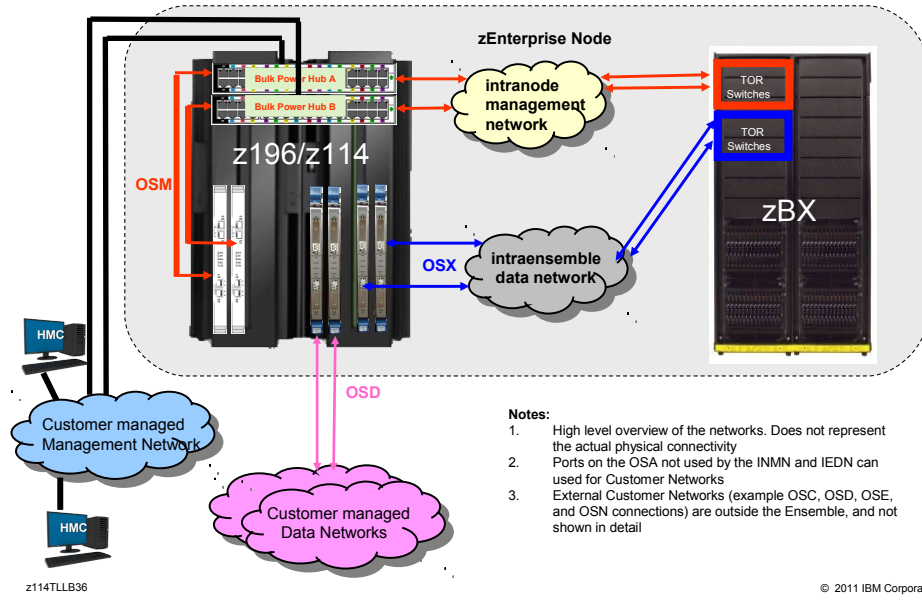 zEnterprise Node
Bulk Power Hub A
Bulk Power Hub B
z196/z114
OSM
intranode
management
network
TOR
Switches
TOR
Switches
zBX
OSX
intraensemble
data network
OSD
HMC
Customer managed
Management Network
HMC
Customer managed
Data Networks
Notes:
1. High level overview of the networks. Does not represent
the actual physical connectivity
2. Ports on the OSA not used by the INMN and IEDN can
used for Customer Networks
3. External Customer Networks (example OSC, OSD, OSE,
and OSN connections) are outside the Ensemble, and not
shown in detail
z114TLLB36
© 2011 IBM Corpora